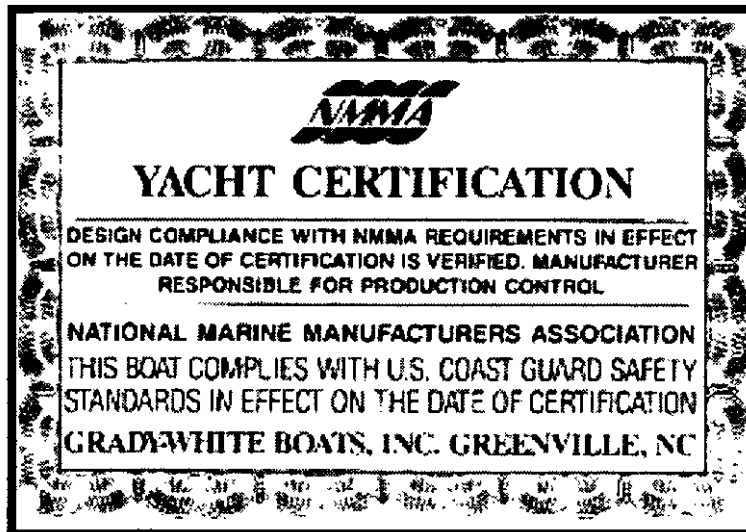 NMMA
YACHT CERTIFICATION
DESIGN COMPLIANCE WITH NMMA REQUIREMENTS IN EFFECT
ON THE DATE OF CERTIFICATION IS VERIFIED. MANUFACTURER
RESPONSIBLE FOR PRODUCTION CONTROL
NATIONAL MARINE MANUFACTURERS ASSOCIATION
THIS BOAT COMPLIES WITH U.S. COAST GUARD SAFETY
STANDARDS IN EFFECT ON THE DATE OF CERTIFICATION
GRADY-WHITE BOATS, INC. GREENVILLE, NC